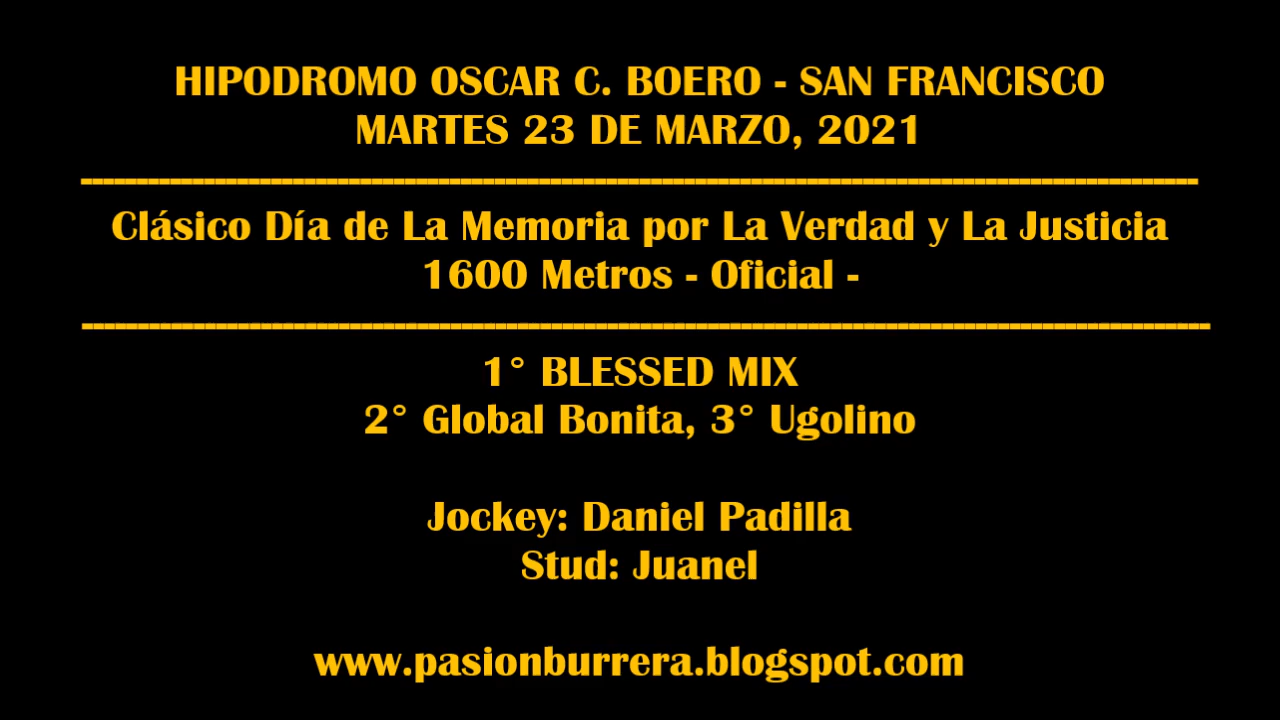 HIPODROMO OSCAR C. BOERO - SAN FRANCISCO
MARTES 23 DE MARZO, 2021
Clásico Día de La Memoria por La Verdad y La Justicia
1600 Metros - Oficial -
1° BLESSED MIX
2° Global Bonita, 3° Ugolino
Jockey: Daniel Padilla
Stud: Juanel
www.pasionburrera.blogspot.com